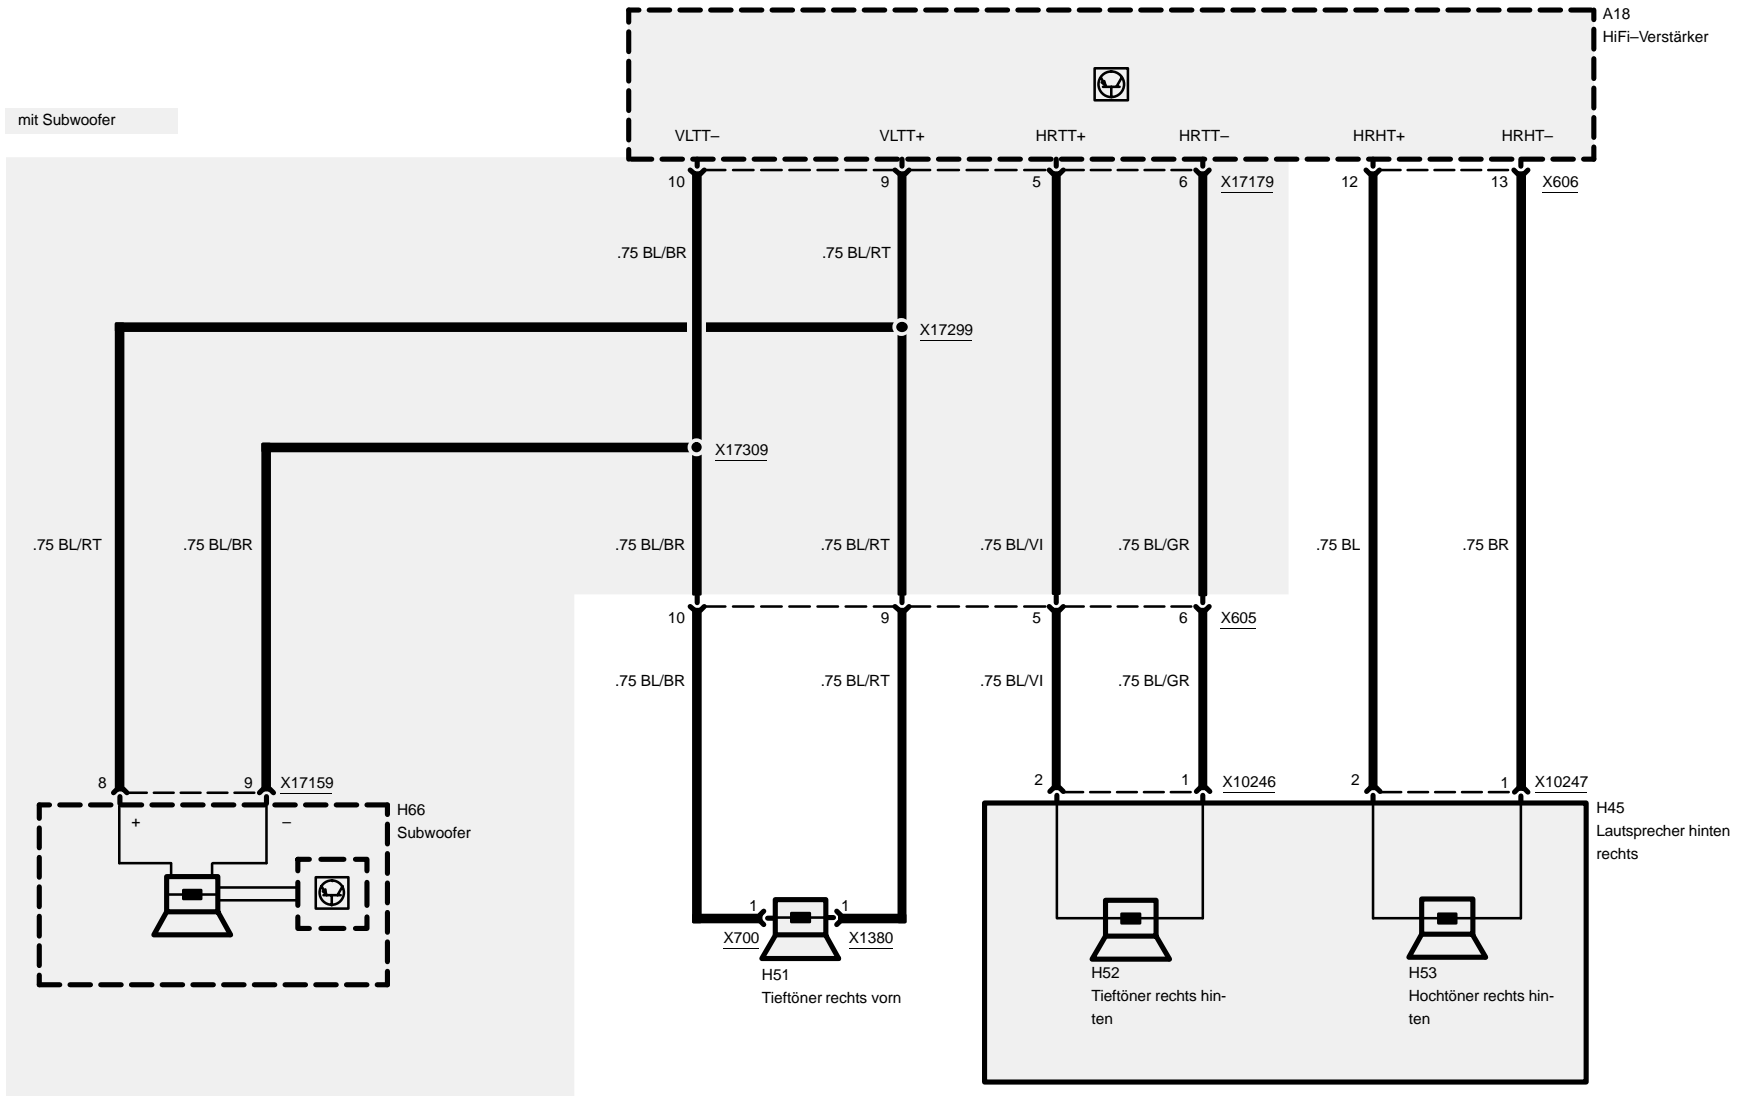 A18
HiFi–Verstärker
mit Subwoofer
VLTT–
VLTT+
HRTT+
HRTT–
HRHT+
HRHT–
10
9
5
6
X17179
12
13
X606
.75 BL/BR
.75 BL/RT
X17299
X17309
.75 BL/RT
.75 BL/BR
.75 BL/BR
.75 BL/RT
.75 BL/VI
.75 BL/GR
.75 BL
.75 BR
10
9
5
6
X605
.75 BL/BR
.75 BL/RT
.75 BL/VI
.75 BL/GR
8
9
X17159
2
1
X10246
2
1
X10247
H66
Subwoofer
+
–
H45
Lautsprecher hinten
rechts
1
1
X700
X1380
H51
Tieftöner rechts vorn
H52
Tieftöner rechts hin-
ten
H53
Hochtöner rechts hin-
ten